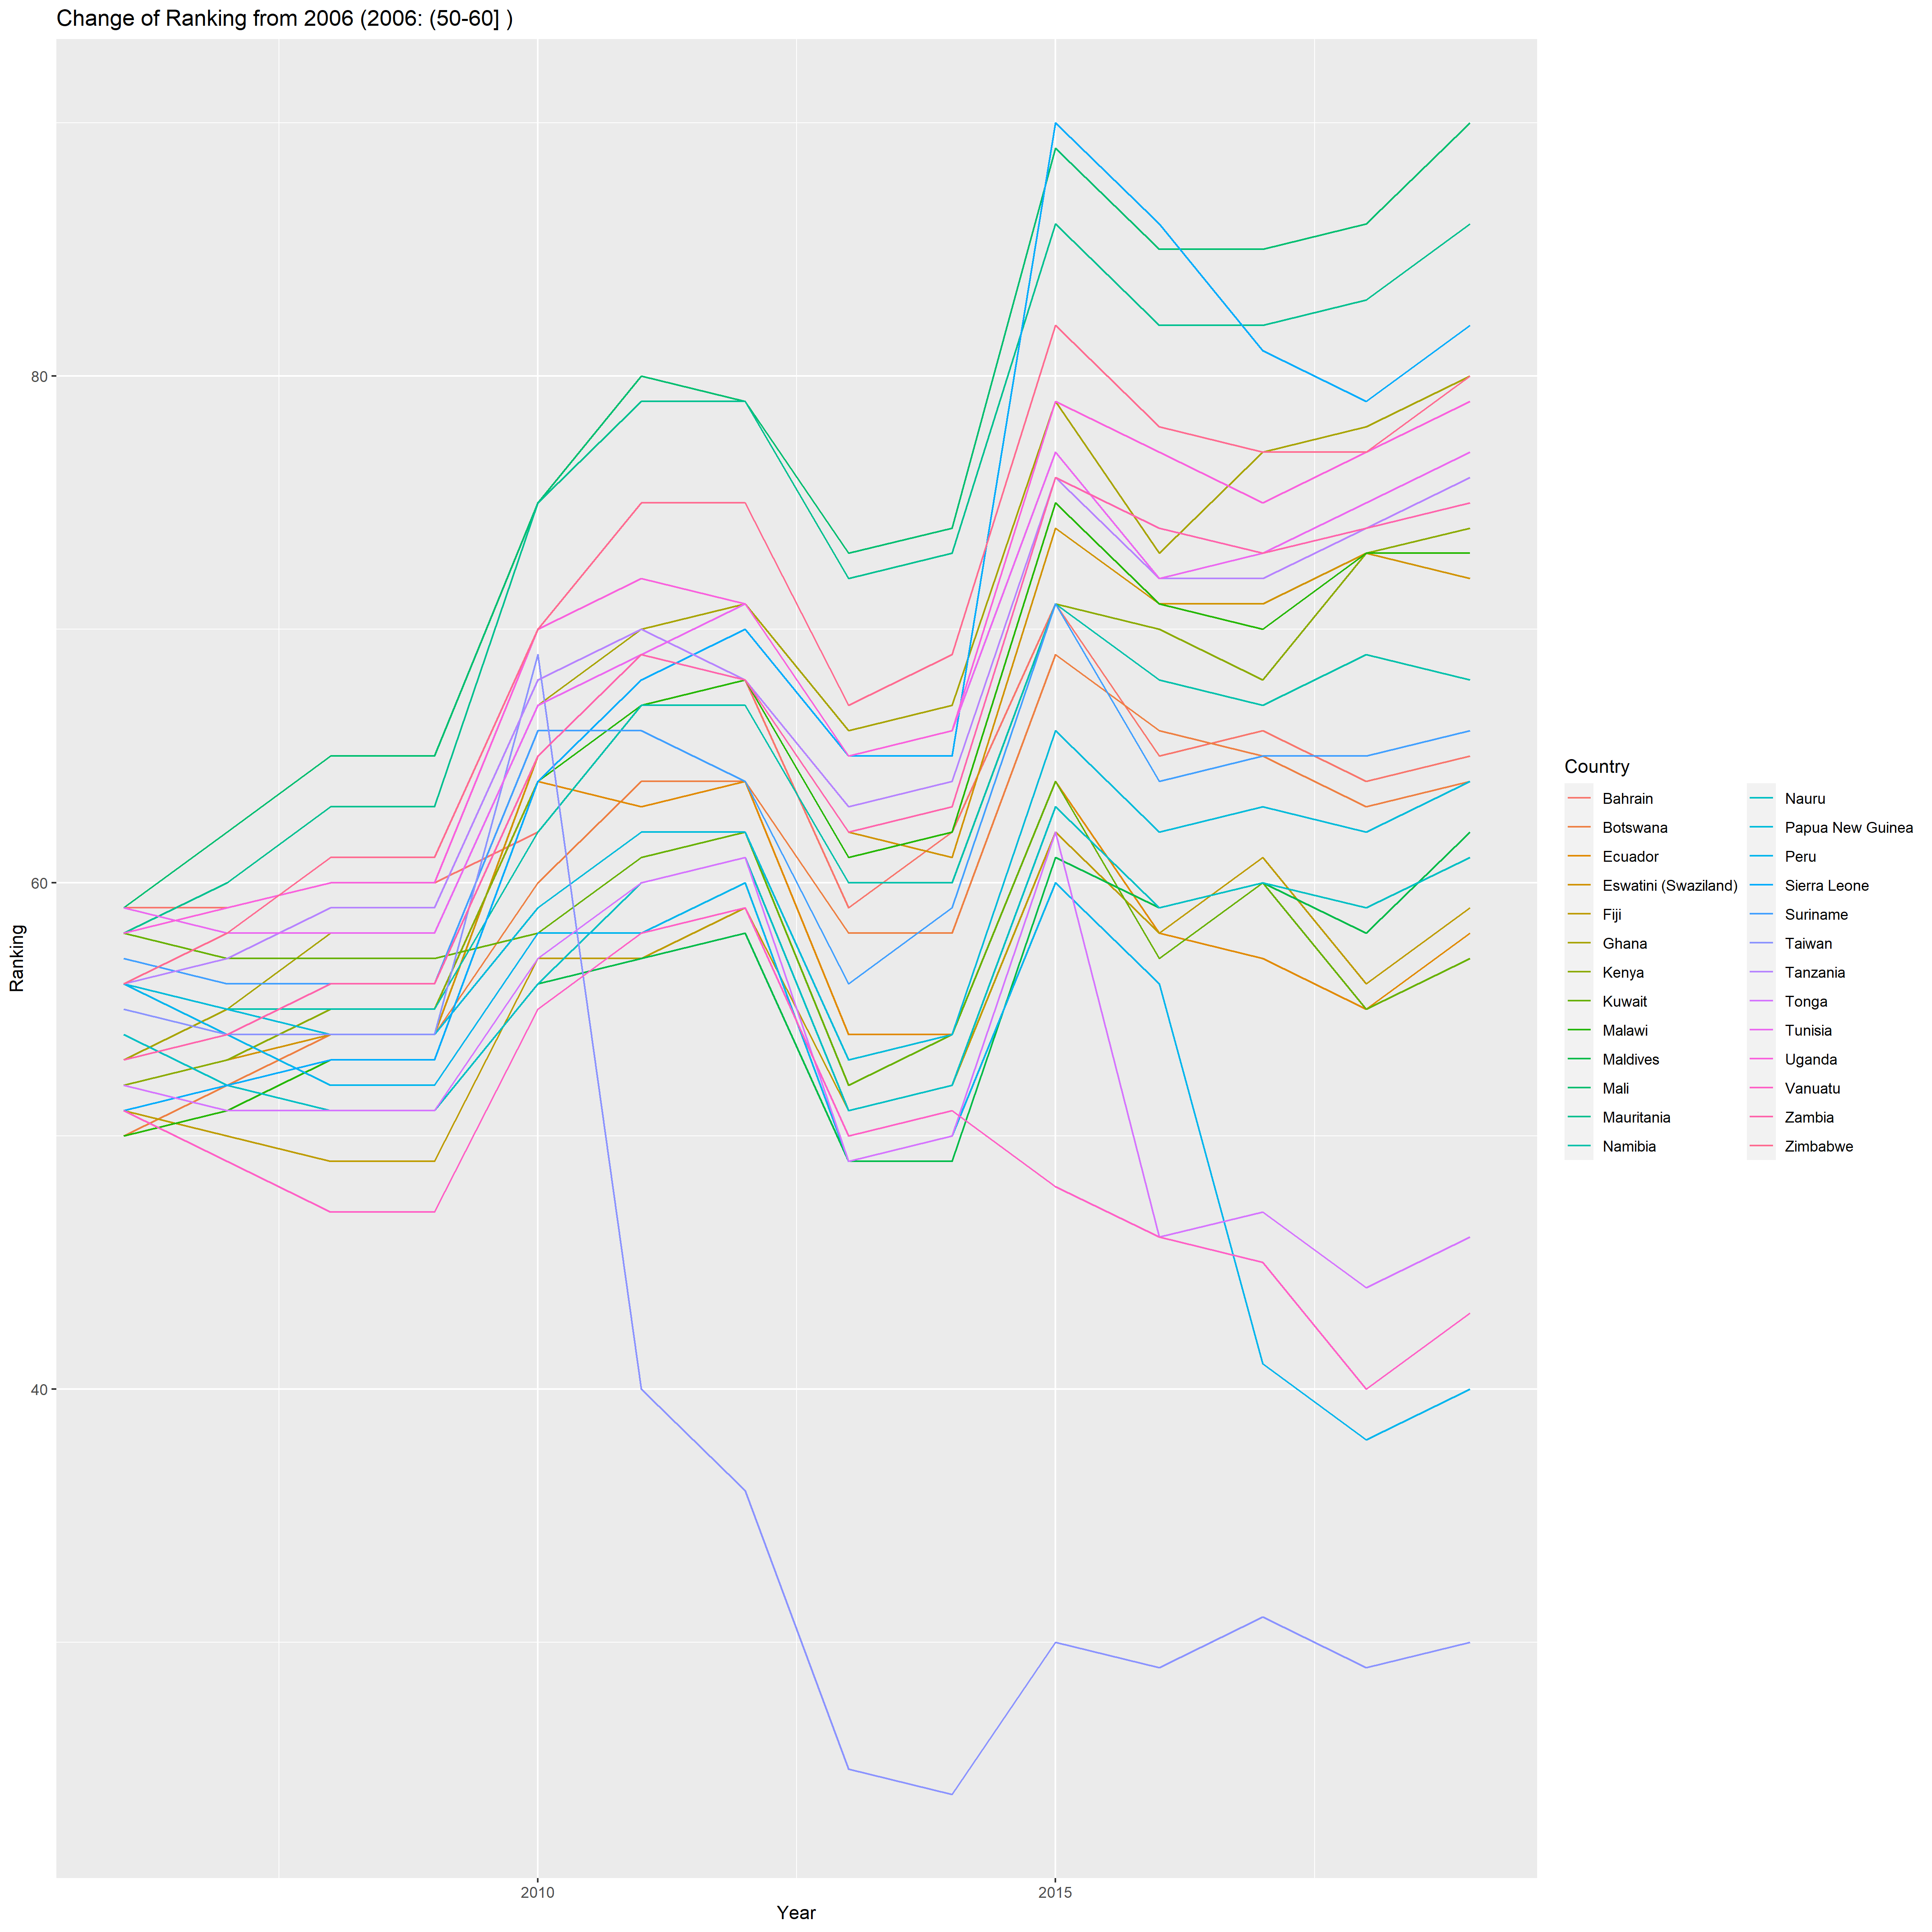 Change of Ranking from 2006 (2006: (50-60] )
Ranking
80
60
40
2010
2015
Year
Country
Bahrain
Botswana
Ecuador
Eswatini (Swaziland)
Fiji
Ghana
Kenya
Kuwait
Malawi
Maldives
Mali
Mauritania
Namibia
Nauru
Papua New Guinea
Peru
Sierra Leone
Suriname
Taiwan
Tanzania
Tonga
Tunisia
Uganda
Vanuatu
Zambia
Zimbabwe